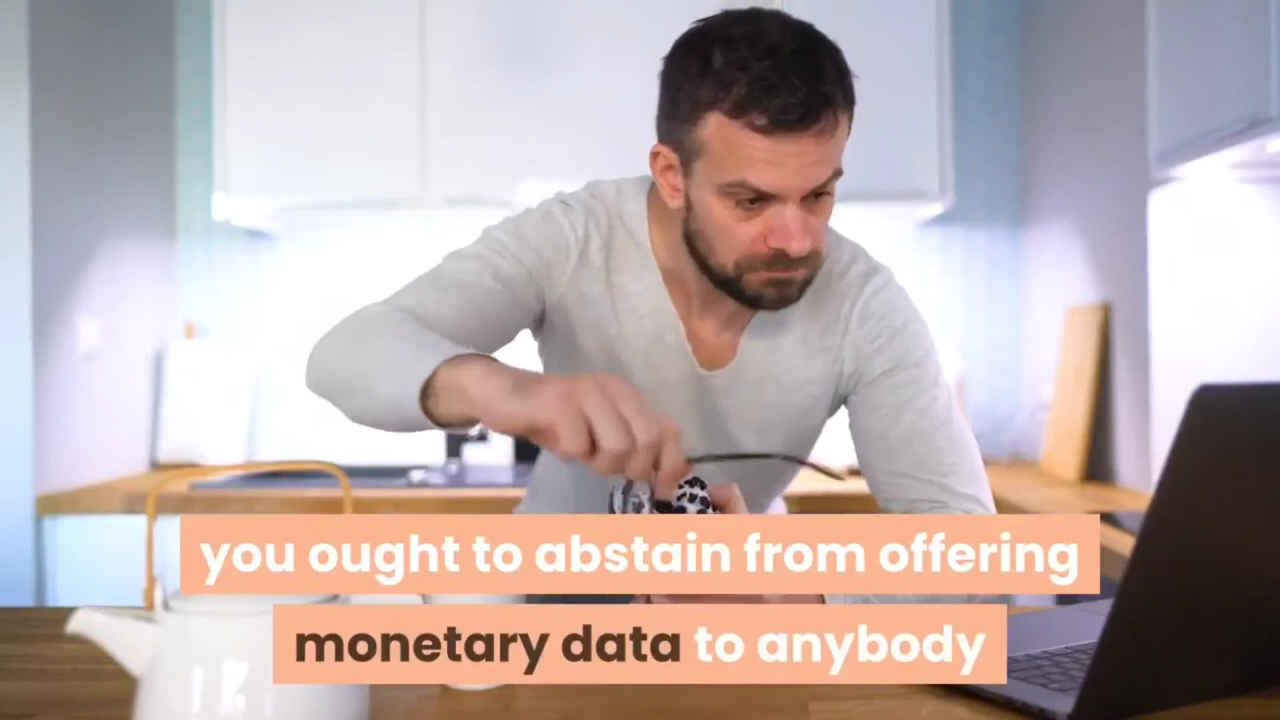 you ought to abstain from offering
monetary data to anybody